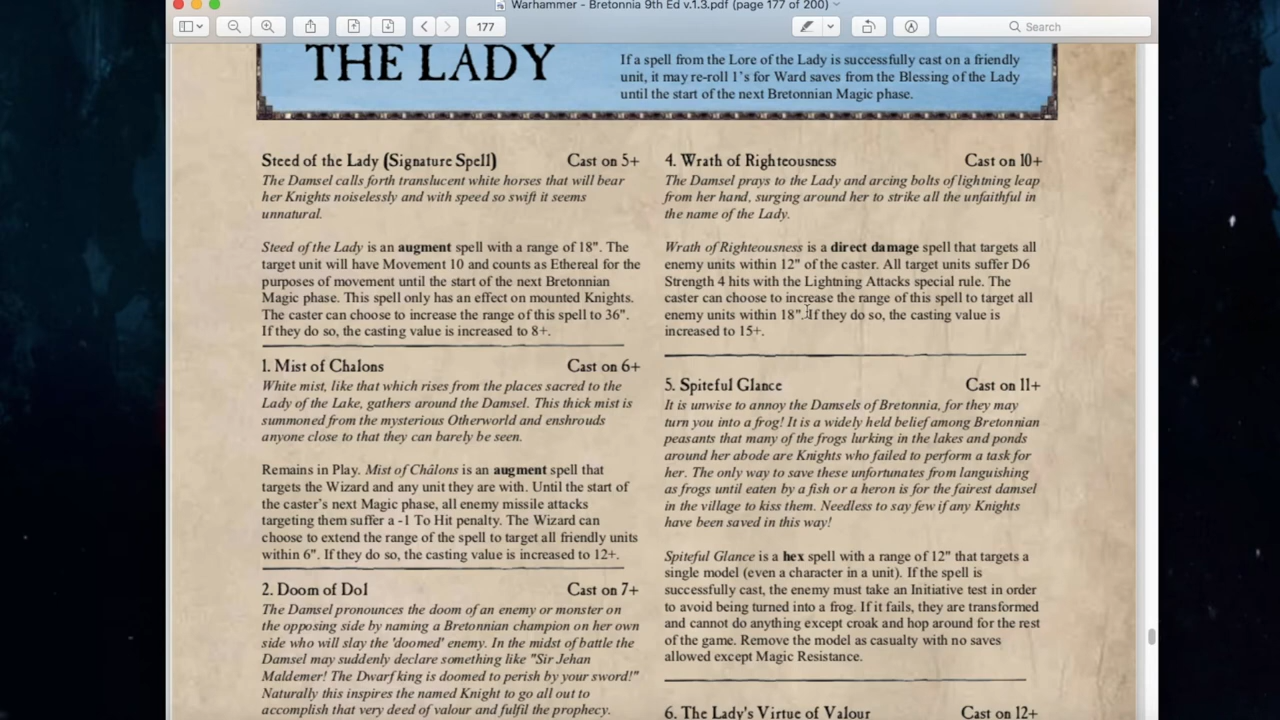 Warhammer - Bretonnia 9th Ed v.1.3.pdf (page 177 of 200)
177
Search
THE LADY
If a spell from the Lore of the Lady is successfully cast on a friendly
unit, it may re-roll 1's for Ward saves from the Blessing of the Lady
until the start of the next Bretonnian Magic phase.
Steed of the Lady (Signature Spell) Cast on 5+
The Damsel calls forth translucent white horses that will bear
her Knights noiselessly and with speed so swift it seems
unnatural.
Steed of the Lady is an augment spell with a range of 18". The
target unit will have Movement 10 and counts as Ethereal for the
purposes of movement until the start of the next Bretonnian
Magic phase. This spell only has an effect on mounted Knights.
The caster can choose to increase the range of this spell to 36".
If they do so, the casting value is increased to 8+.
1. Mist of Chalons Cast on 6+
White mist, like that which rises from the places sacred to the
Lady of the Lake, gathers around the Damsel. This thick mist is
summoned from the mysterious Otherworld and enshrouds
anyone close to that they can barely be seen.
Remains in Play. Mist of Châlons is an augment spell that
targets the Wizard and any unit they are with. Until the start of
the caster's next Magic phase, all enemy missile attacks
targeting them suffer a -1 To Hit penalty. The Wizard can
choose to extend the range of the spell to target all friendly units
within 6". If they do so, the casting value is increased to 12+.
2. Doom of Dol Cast on 7+
The Damsel pronounces the doom of an enemy or monster on
the opposing side by naming a Bretonnian champion on her own
side who will slay the 'doomed' enemy. In the midst of battle the
Damsel may suddenly declare something like "Sir Jehan
Maldemer! The Dwarf king is doomed to perish by your sword!"
Naturally this inspires the named Knight to go all out to
accomplish that very deed of valour and fulfil the prophecy.
4. Wrath of Righteousness Cast on 10+
The Damsel prays to the Lady and arcing bolts of lightning leap
from her hand, surging around her to strike all the unfaithful in
the name of the Lady.
Wrath of Righteousness is a direct damage spell that targets all
enemy units within 12" of the caster. All target units suffer D6
Strength 4 hits with the Lightning Attacks special rule. The
caster can choose to increase the range of this spell to target all
enemy units within 18". If they do so, the casting value is
increased to 15+.
5. Spiteful Glance Cast on 11+
It is unwise to annoy the Damsels of Bretonnia, for they may
turn you into a frog! It is a widely held belief among Bretonnian
peasants that many of the frogs lurking in the lakes and ponds
around her abode are Knights who failed to perform a task for
her. The only way to save these unfortunates from languishing
as frogs until eaten by a fish or a heron is for the fairest damsel
in the village to kiss them. Needless to say few if any Knights
have been saved in this way!
Spiteful Glance is a hex spell with a range of 12" that targets a
single model (even a character in a unit). If the spell is
successfully cast, the enemy must take an Initiative test in order
to avoid being turned into a frog. If it fails, they are transformed
and cannot do anything except croak and hop around for the rest
of the game. Remove the model as casualty with no saves
allowed except Magic Resistance.
6. The Lady's Virtue of Valour Cast on 12+